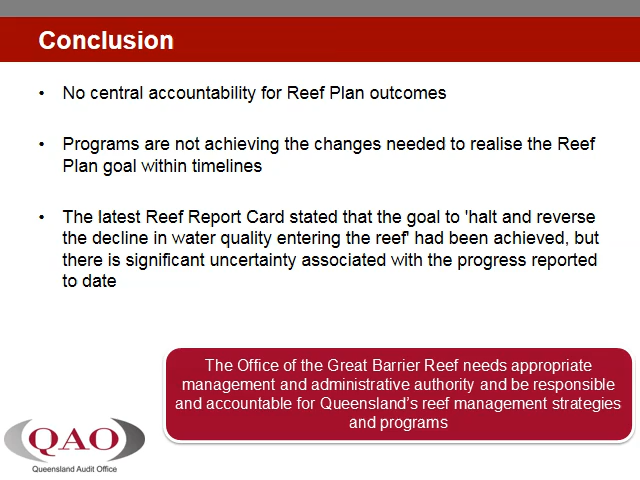 Conclusion
• No central accountability for Reef Plan outcomes
• Programs are not achieving the changes needed to realise the Reef
Plan goal within timelines
• The latest Reef Report Card stated that the goal to 'halt and reverse
the decline in water quality entering the reef' had been achieved, but
there is significant uncertainty associated with the progress reported
to date
The Office of the Great Barrier Reef needs appropriate
management and administrative authority and be responsible
and accountable for Queensland’s reef management strategies
and programs
QAO
Queensland Audit Office